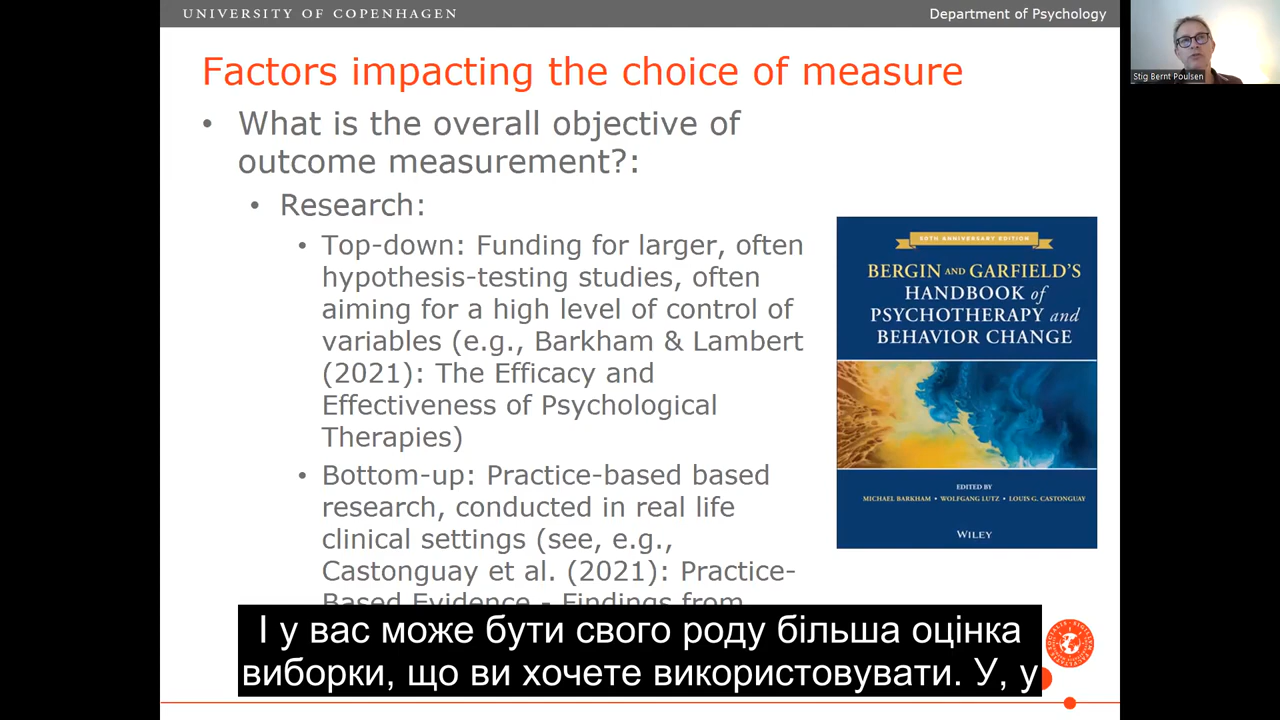 UNIVERSITY OF COPENHAGEN
Department of Psychology
Stig Bernt Poulsen
Factors impacting the choice of measure
• What is the overall objective of
outcome measurement?:
• Research:
• Top-down: Funding for larger, often
hypothesis-testing studies, often
aiming for a high level of control of
variables (e.g., Barkham & Lambert
(2021): The Efficacy and
Effectiveness of Psychological
Therapies)
• Bottom-up: Practice-based based
research, conducted in real life
clinical settings (see, e.g.,
Castonguay et al. (2021): Practice-
Based Evidence - Findings from
50TH ANNIVERSARY EDITION
BERGIN AND GARFIELD'S
HANDBOOK of
PSYCHOTHERAPY and
BEHAVIOR CHANGE
EDITED BY
MICHAEL BARKHAM • WOLFGANG LUTZ • LOUIS G. CASTONGUAY
WILEY
І у вас може бути свого роду більша оцінка
виборки, що ви хочете використовувати. У, у